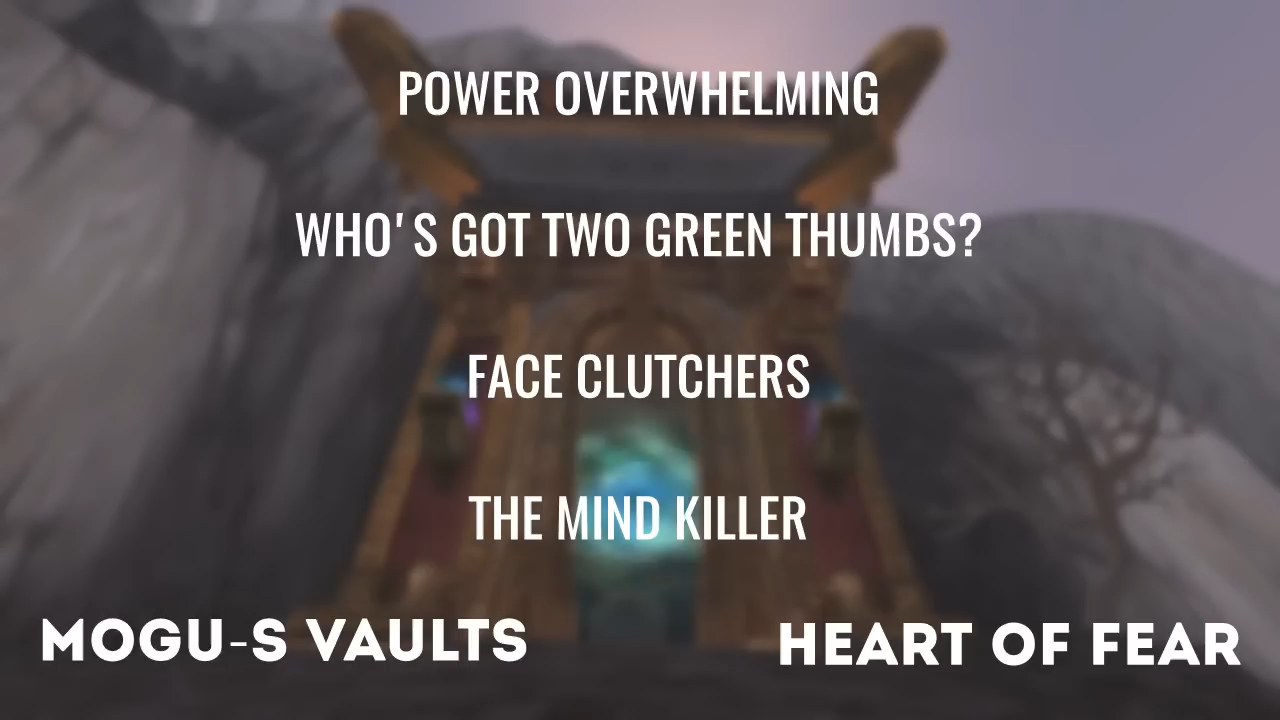 POWER OVERWHELMING
WHO'S GOT TWO GREEN THUMBS?
FACE CLUTCHERS
THE MIND KILLER
MOGU-S VAULTS
HEART OF FEAR